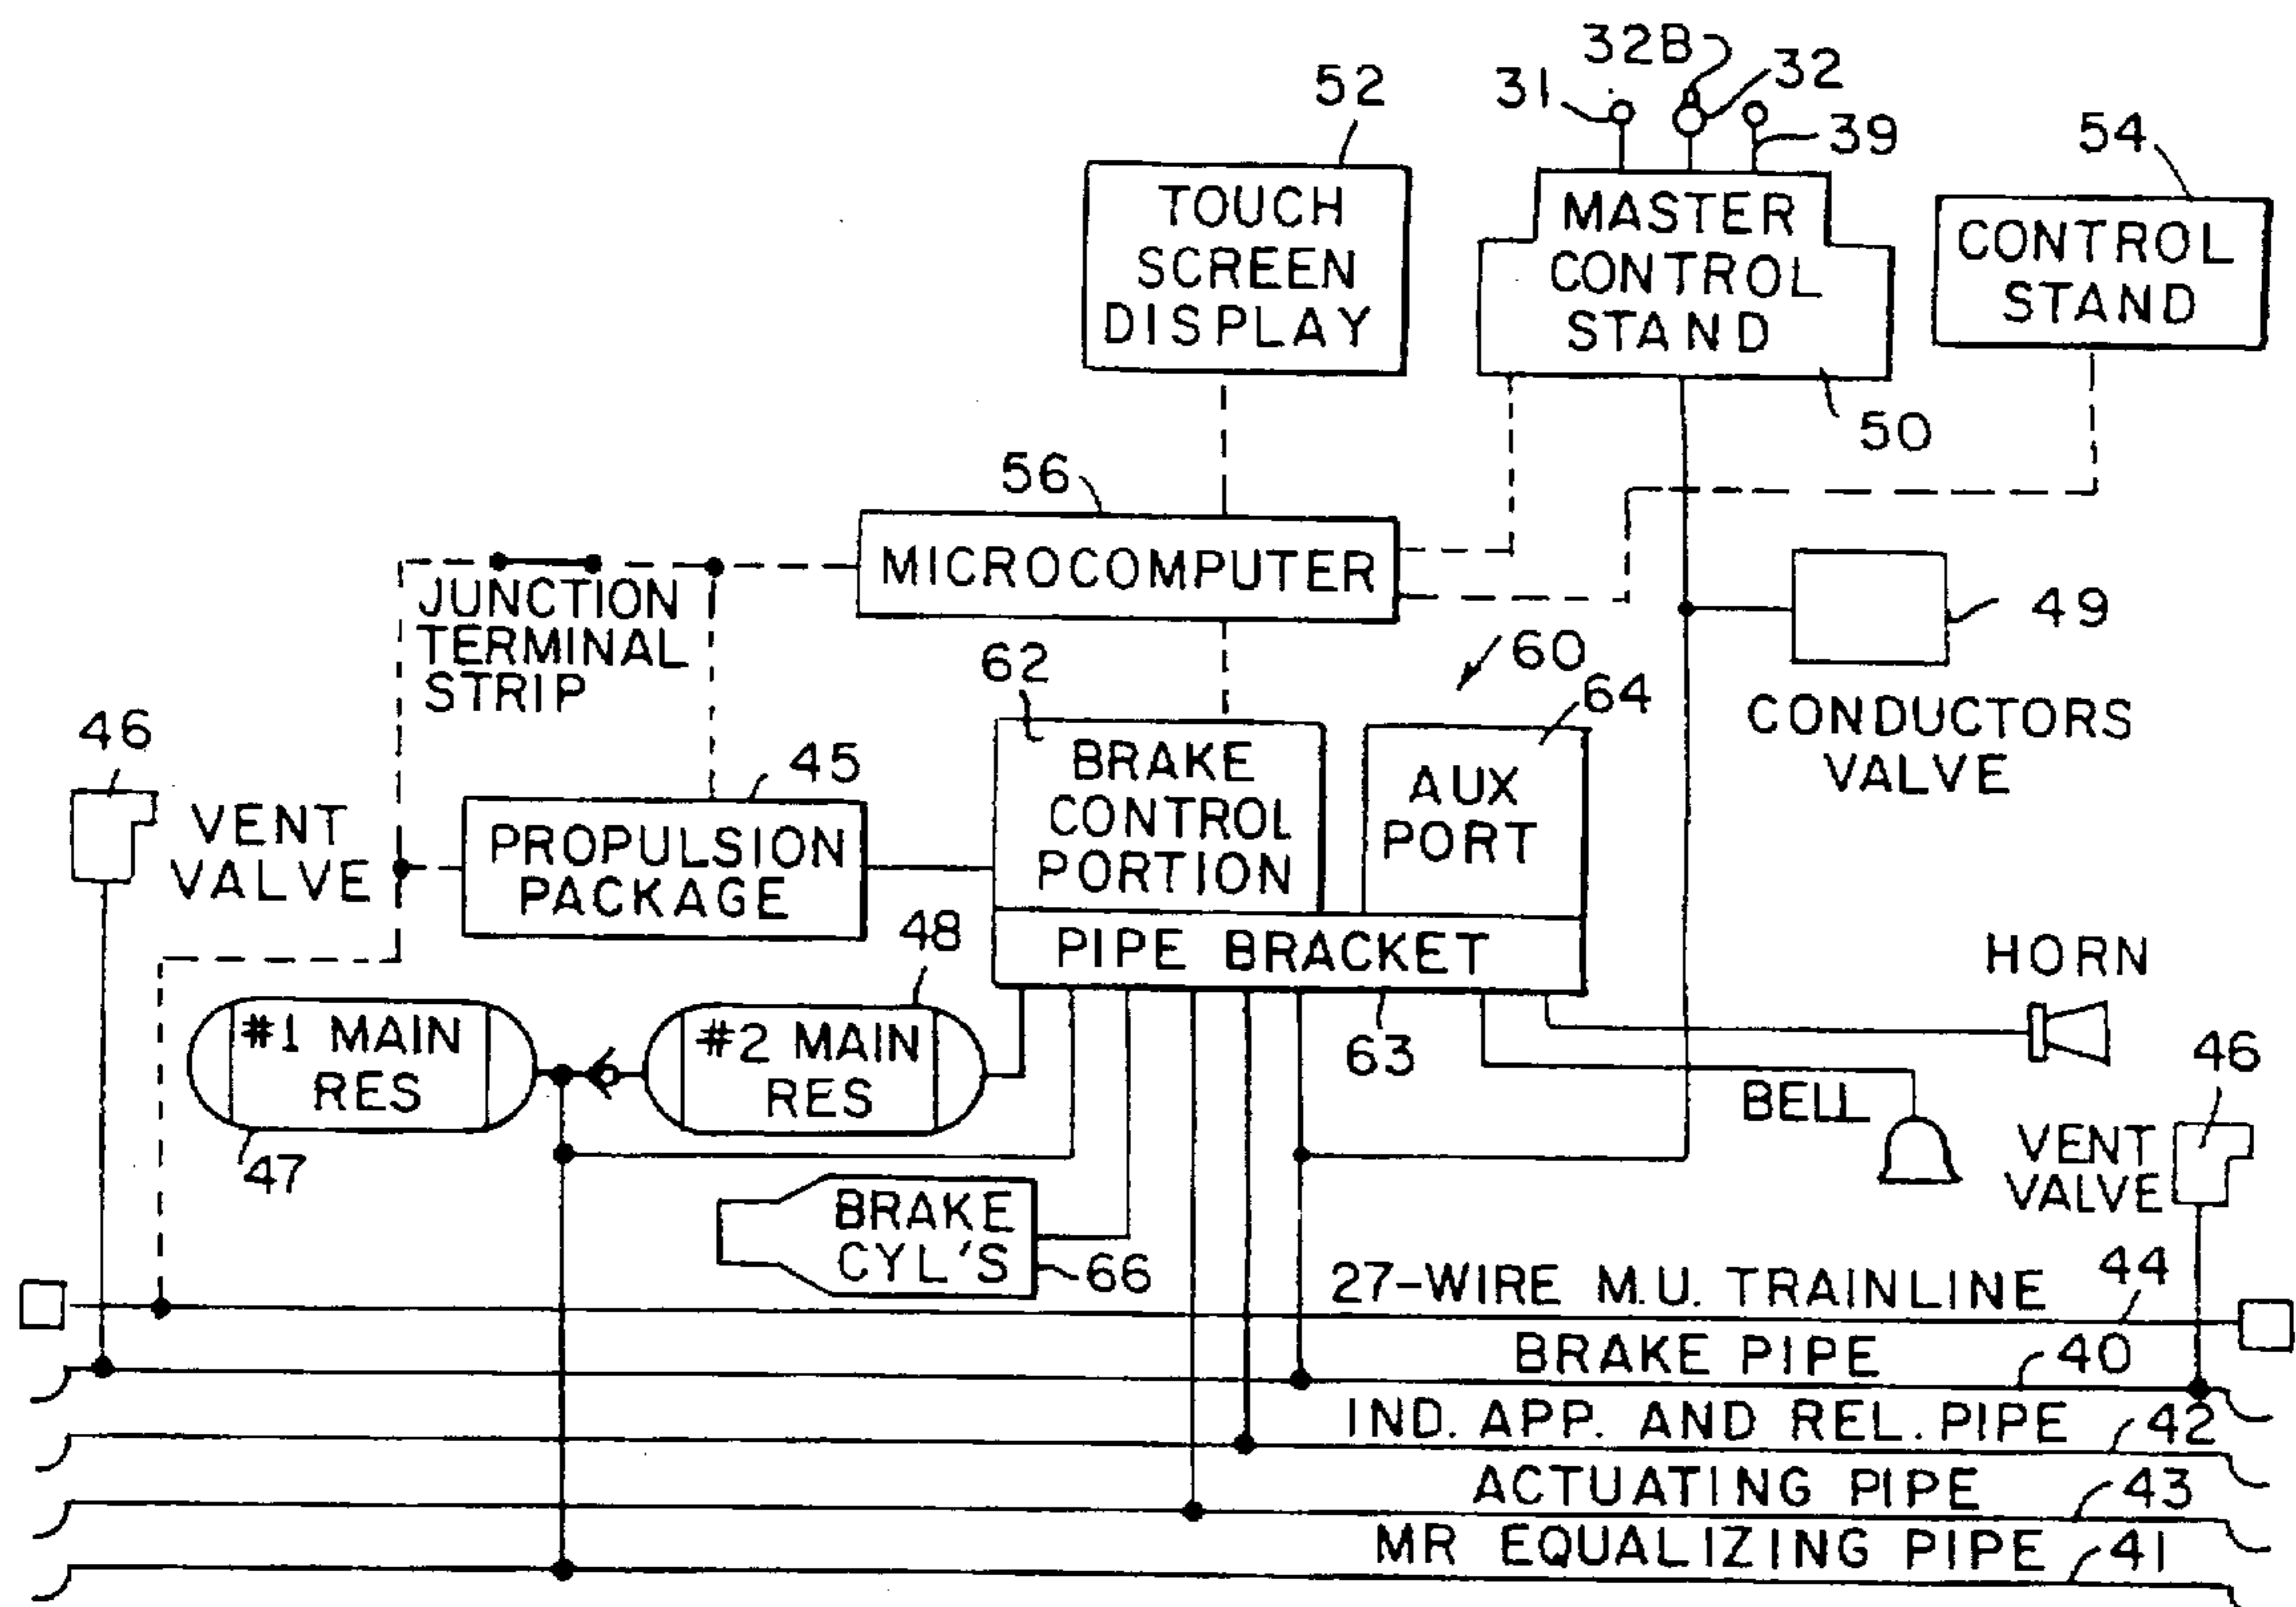 32B
31
32
39
52
54
TOUCH
SCREEN
DISPLAY
MASTER
CONTROL
STAND
CONTROL
STAND
50
56
MICROCOMPUTER
JUNCTION
TERMINAL
STRIP
49
CONDUCTORS
VALVE
60
62
64
46
VENT
VALVE
45
PROPULSION
PACKAGE
BRAKE
CONTROL
PORTION
AUX
PORT
PIPE BRACKET
48
HORN
#1 MAIN
RES
47
#2 MAIN
RES
63
BELL
46
VENT
VALVE
BRAKE
CYL'S
66
27-WIRE M.U. TRAINLINE
44
BRAKE PIPE
40
IND. APP. AND REL. PIPE
42
ACTUATING PIPE
43
MR EQUALIZING PIPE
41